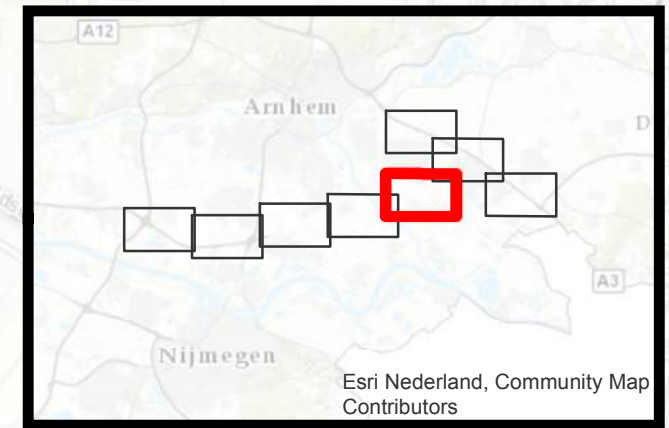 A12
Arnhem
D
A3
Nijmegen
Esri Nederland, Community Map
Contributors